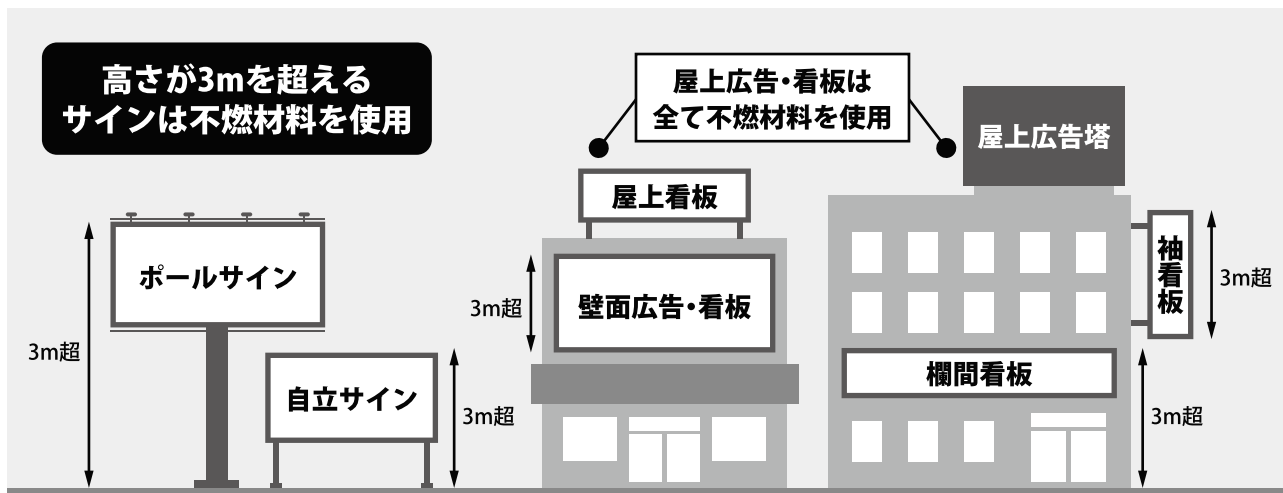 高さが3mを超える
サインは不燃材料を使用
屋上広告・看板は
全て不燃材料を使用
屋上広告塔
屋上看板
ポールサイン
3m超
自立サイン
3m超
壁面広告・看板
3m超
袖看板
3m超
欄間看板
3m超